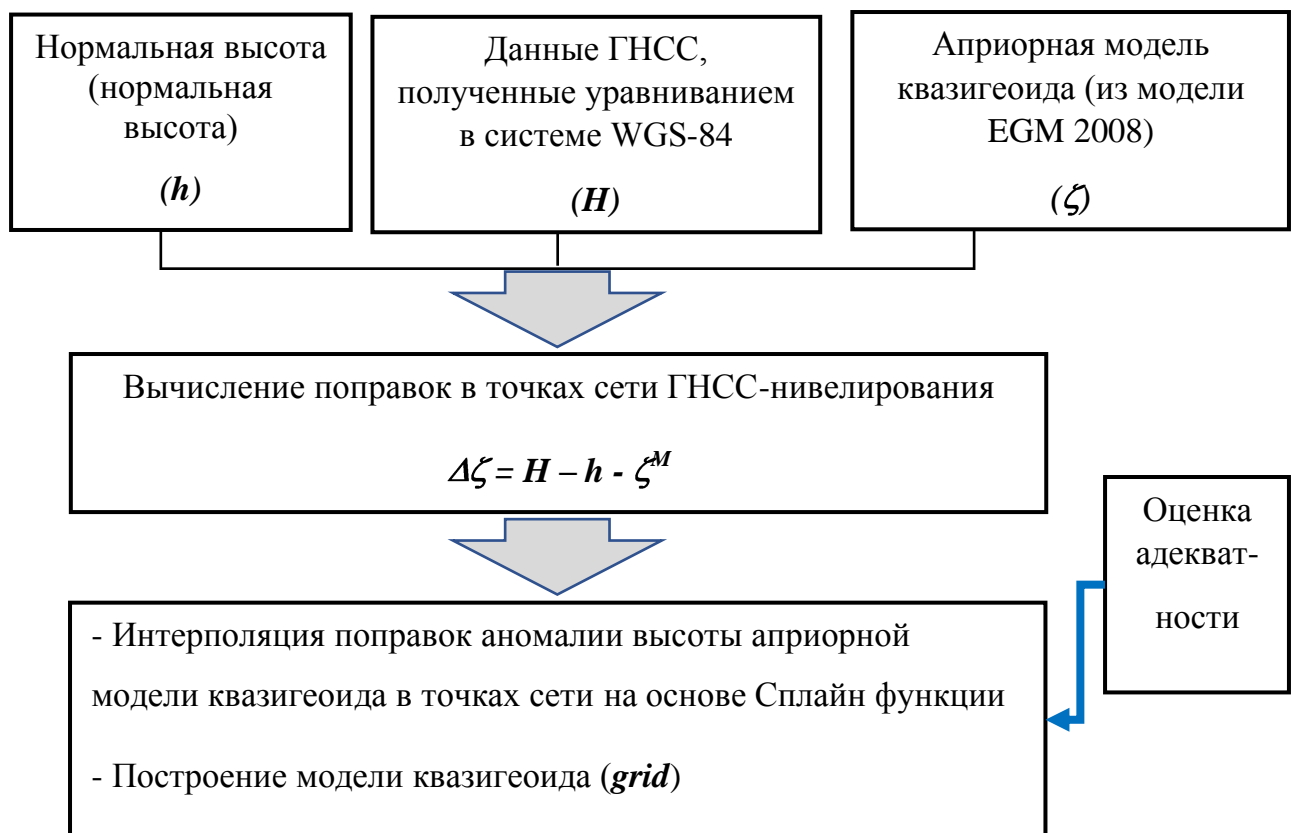 Нормальная высота
(нормальная
высота)
(h)
Данные ГНСС,
полученные уравниванием
в системе WGS-84
(H)
Априорная модель
квазигеоида (из модели
EGM 2008)
(ζ)
Вычисление поправок в точках сети ГНСС-нивелирования
Δζ = H – h - ζᴹ
Оценка
адекват-
ности
- Интерполяция поправок аномалии высоты априорной
модели квазигеоида в точках сети на основе Сплайн функции
- Построение модели квазигеоида (grid)